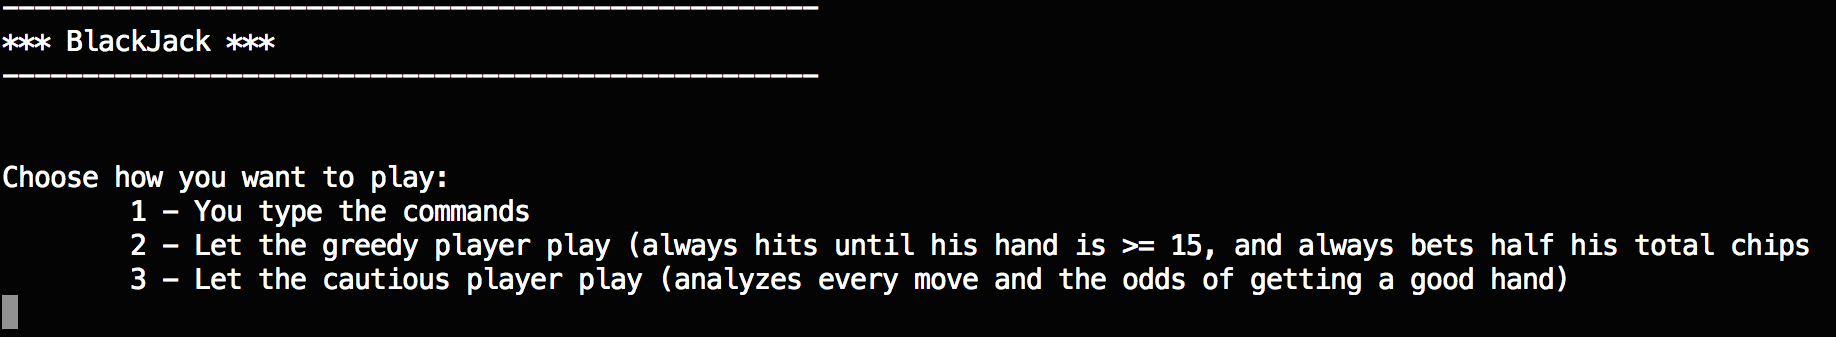 ---------------------------------------------------
*** BlackJack ***
---------------------------------------------------
Choose how you want to play:
1 - You type the commands
2 - Let the greedy player play (always hits until his hand is >= 15, and always bets half his total chips
3 - Let the cautious player play (analyzes every move and the odds of getting a good hand)